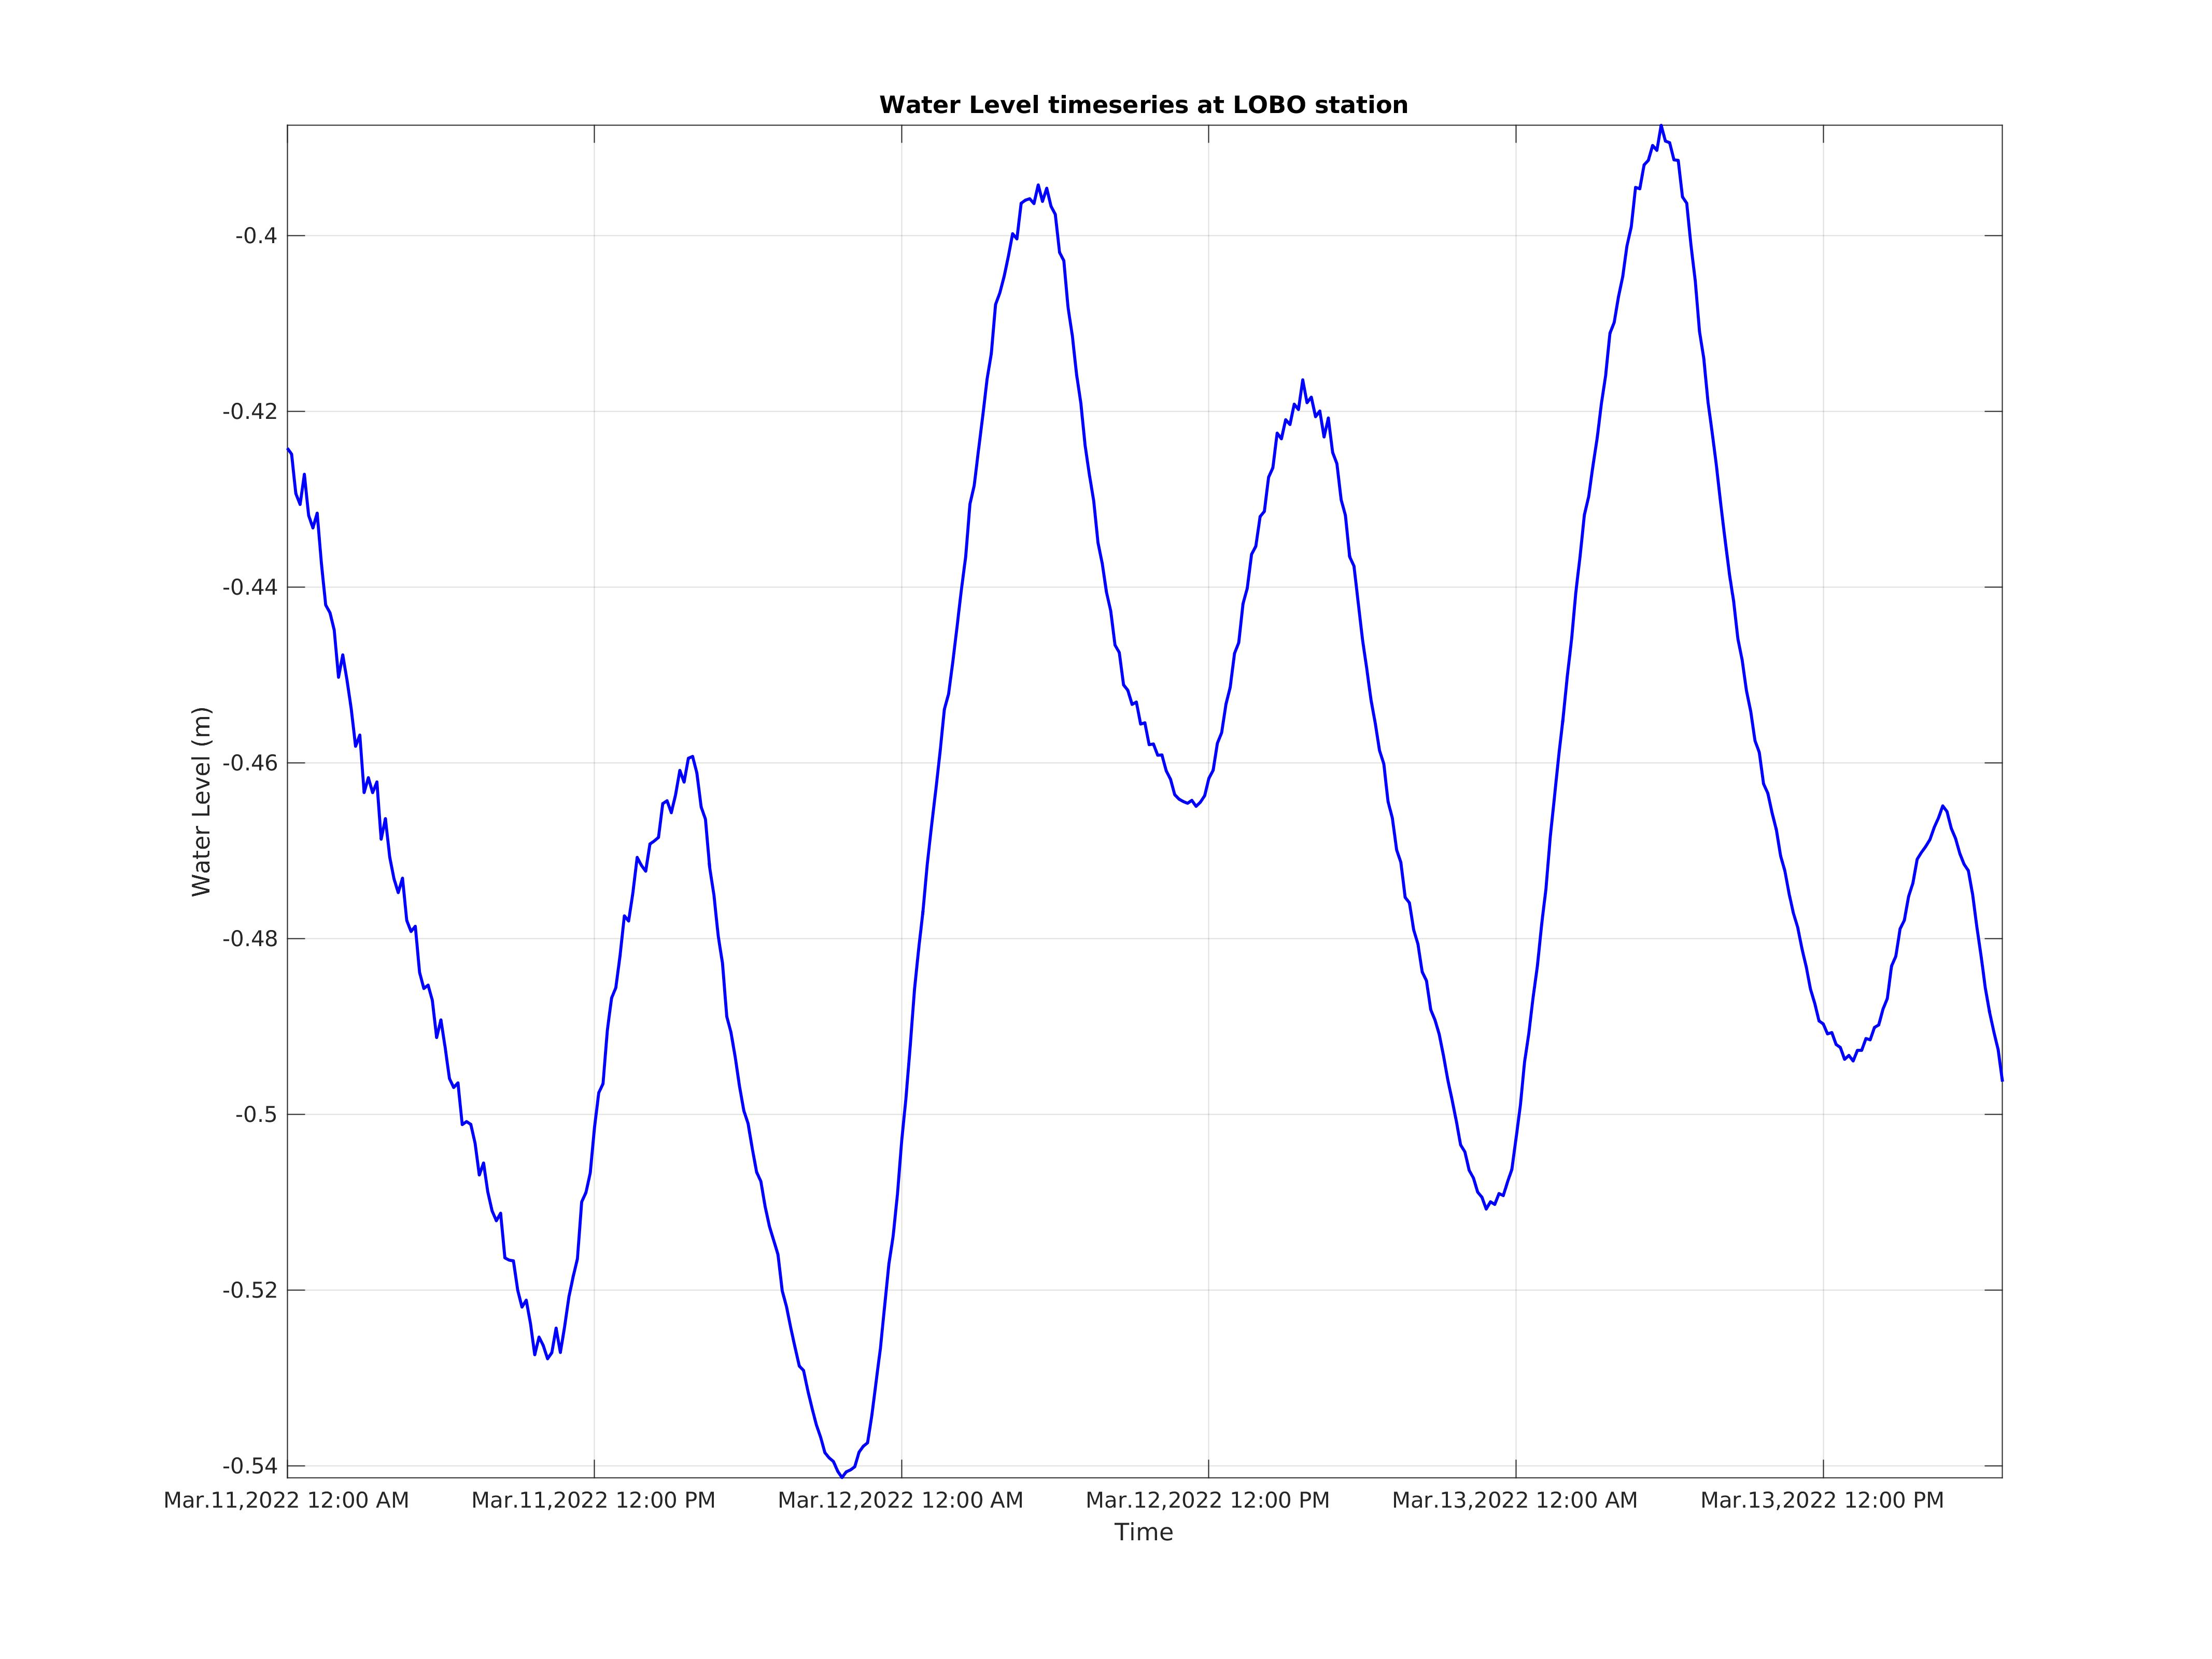 Water Level timeseries at LOBO station
Water Level (m)
-0.4
-0.42
-0.44
-0.46
-0.48
-0.5
-0.52
-0.54
Mar.11,2022 12:00 AM
Mar.11,2022 12:00 PM
Mar.12,2022 12:00 AM
Mar.12,2022 12:00 PM
Mar.13,2022 12:00 AM
Mar.13,2022 12:00 PM
Time